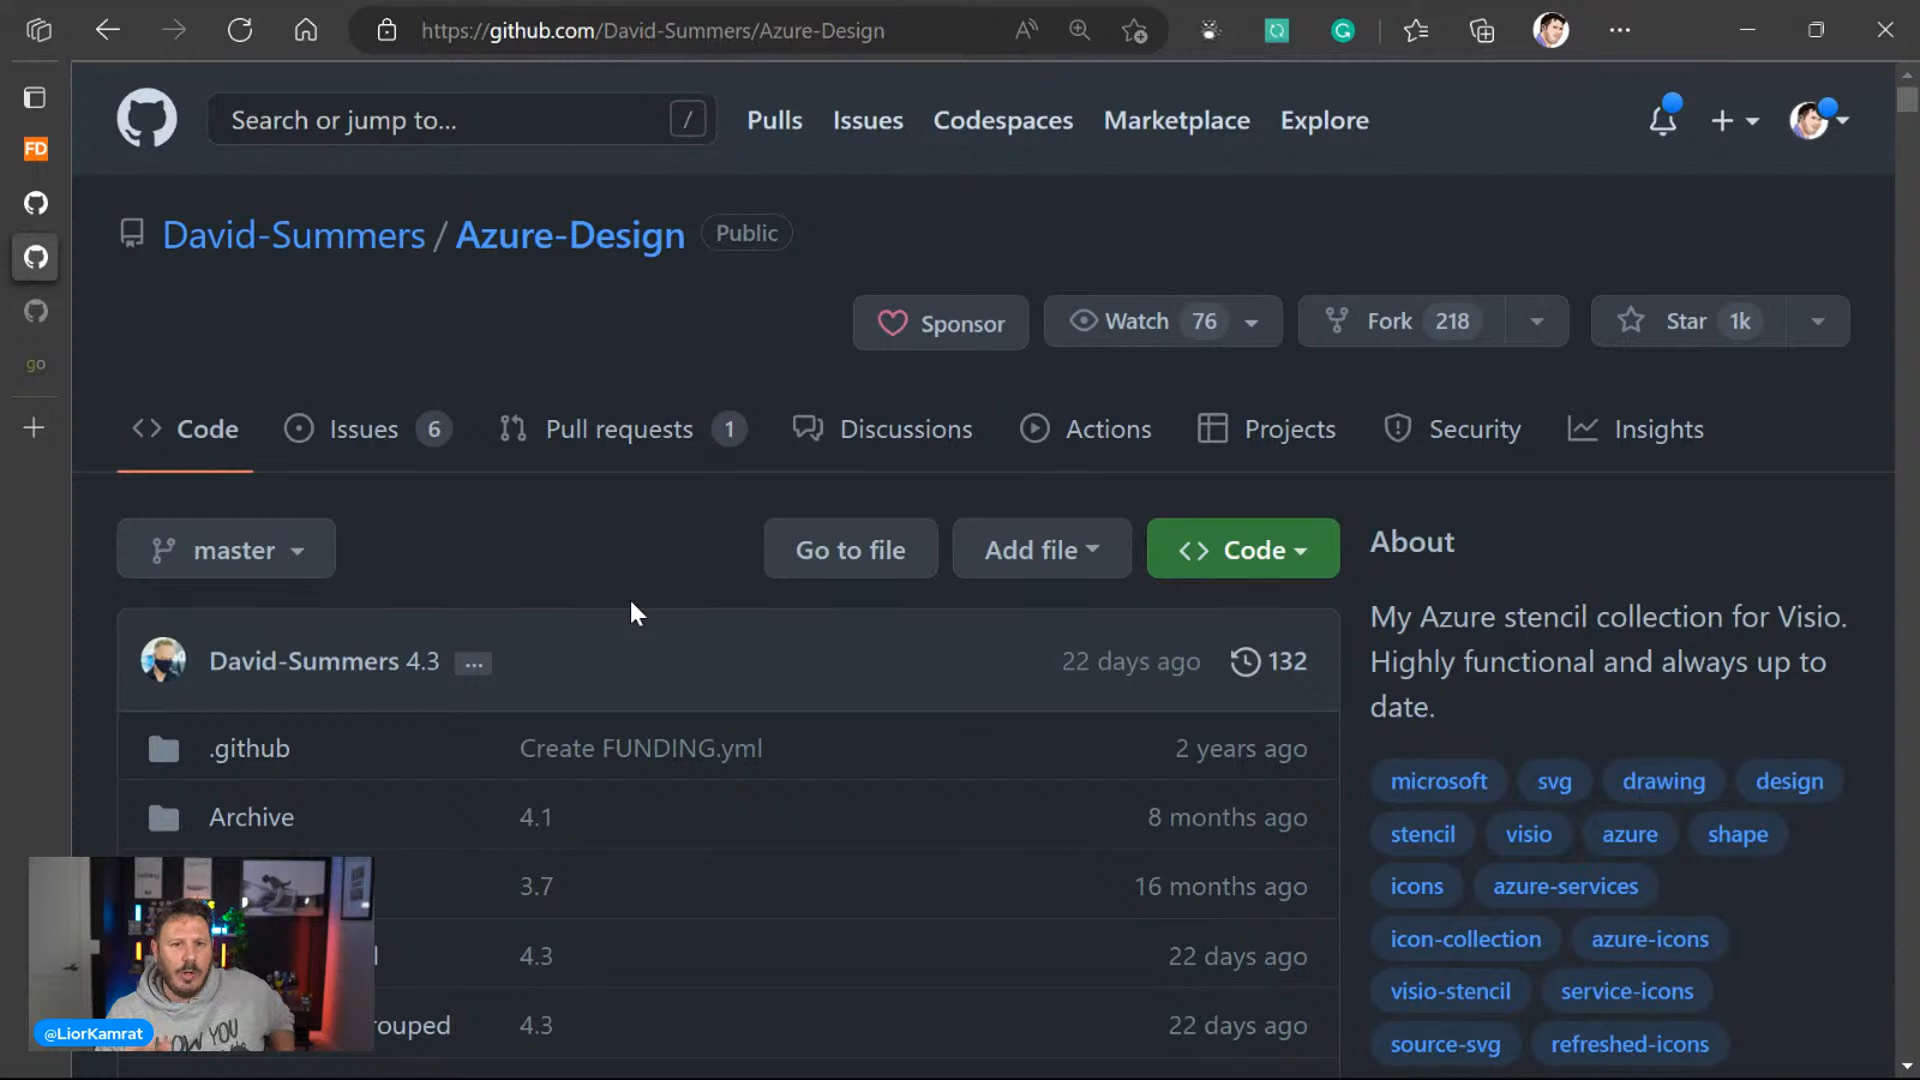 https://github.com/David-Summers/Azure-Design
FD
go
Search or jump to... /
Pulls Issues Codespaces Marketplace Explore
David-Summers / Azure-Design Public
Sponsor Watch 76 Fork 218 Star 1k
Code Issues 6 Pull requests 1 Discussions Actions Projects Security Insights
master Go to file Add file Code
David-Summers 4.3 ... 22 days ago 132
.github Create FUNDING.yml 2 years ago
Archive 4.1 8 months ago
3.7 16 months ago
4.3 22 days ago
rouped 4.3 22 days ago
About
My Azure stencil collection for Visio.
Highly functional and always up to
date.
microsoft svg drawing design
stencil visio azure shape
icons azure-services
icon-collection azure-icons
visio-stencil service-icons
source-svg refreshed-icons
@LiorKamrat